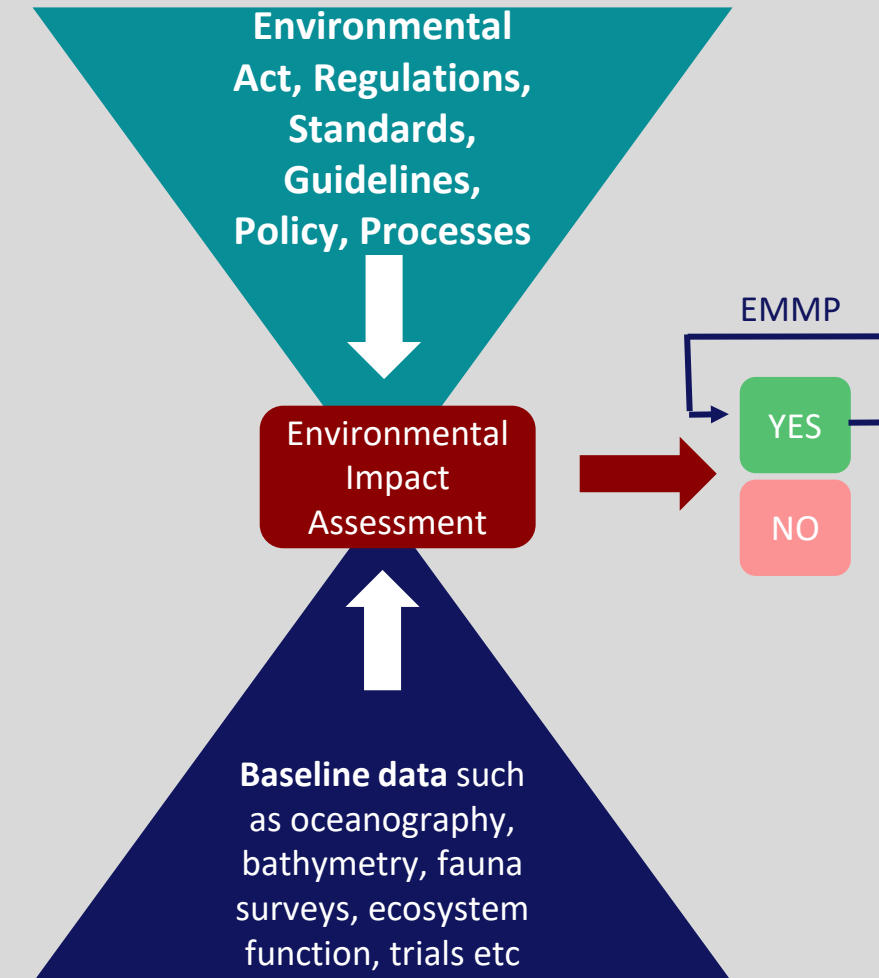 Environmental
Act, Regulations,
Standards,
Guidelines,
Policy, Processes
EMMP
Environmental
Impact
Assessment
YES
NO
Baseline data such
as oceanography,
bathymetry, fauna
surveys, ecosystem
function, trials etc